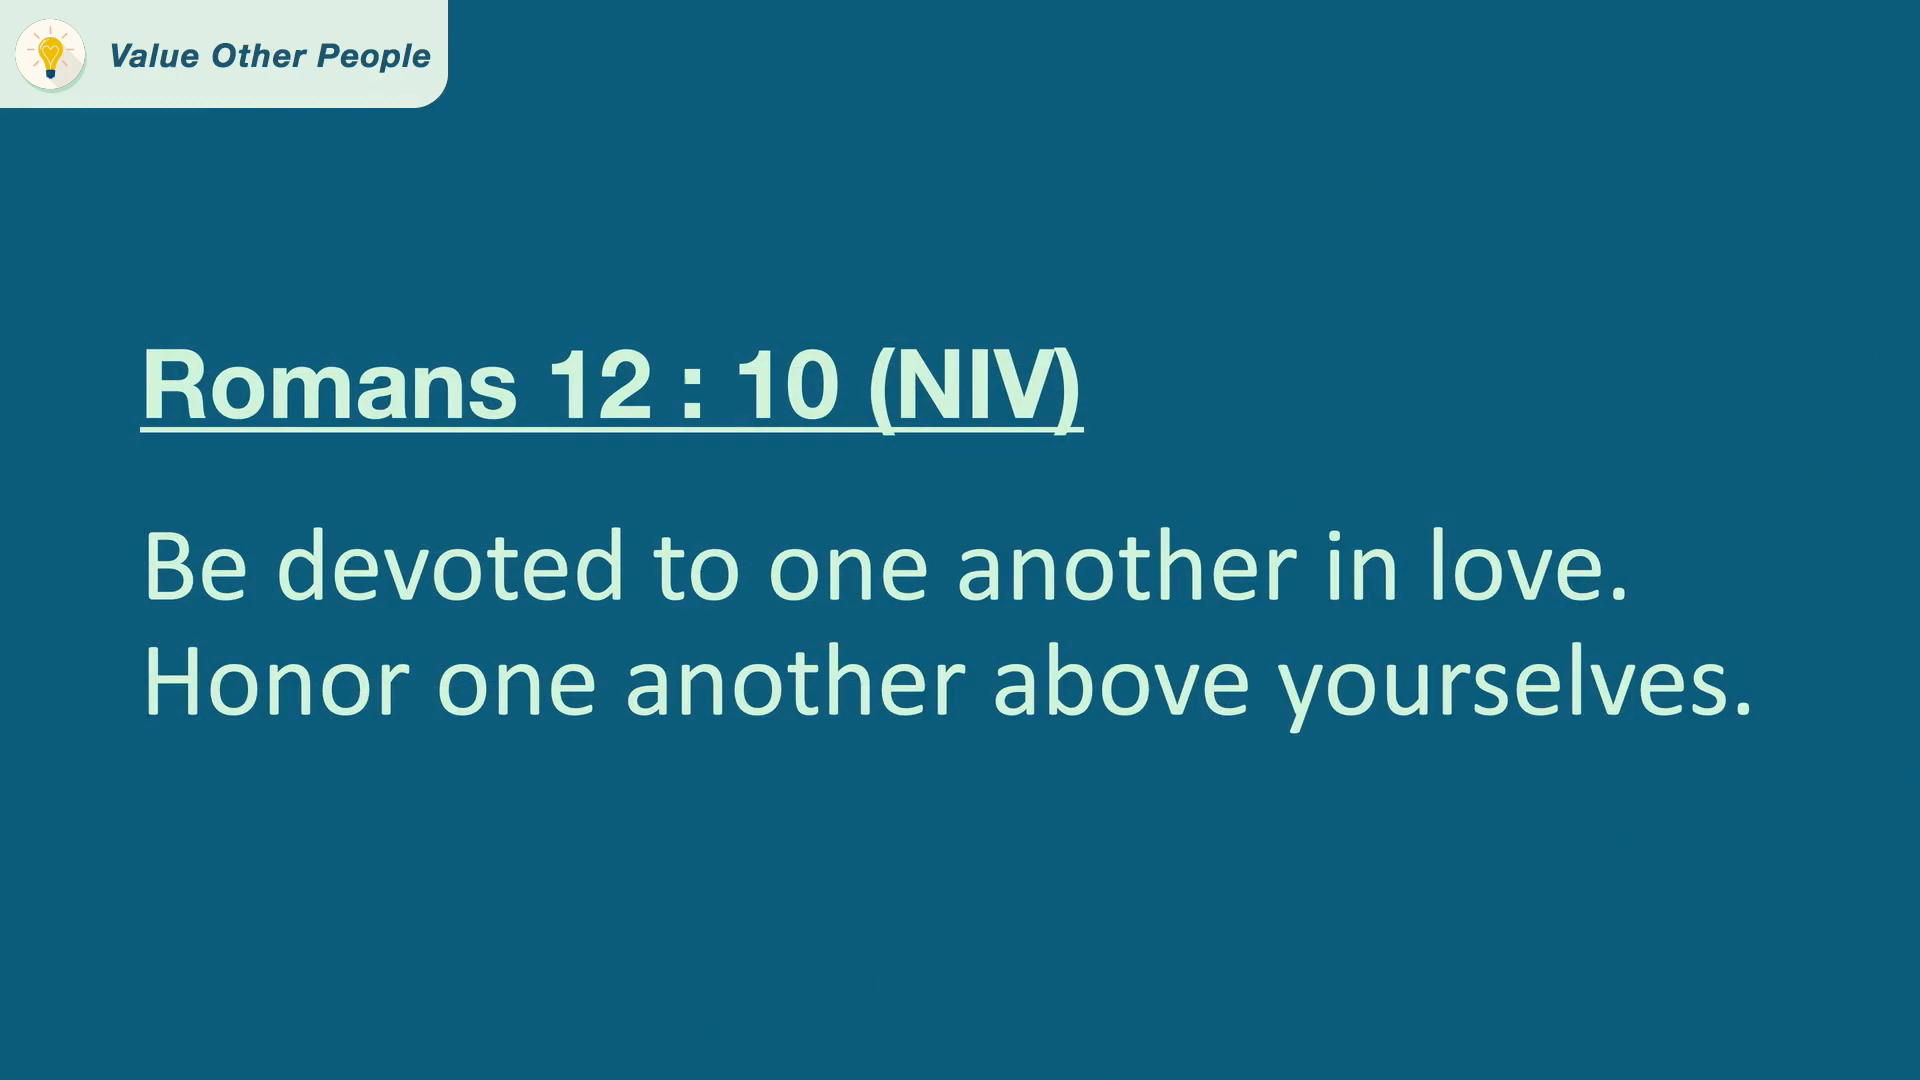 Value Other People
Romans 12 : 10 (NIV)
Be devoted to one another in love.
Honor one another above yourselves.